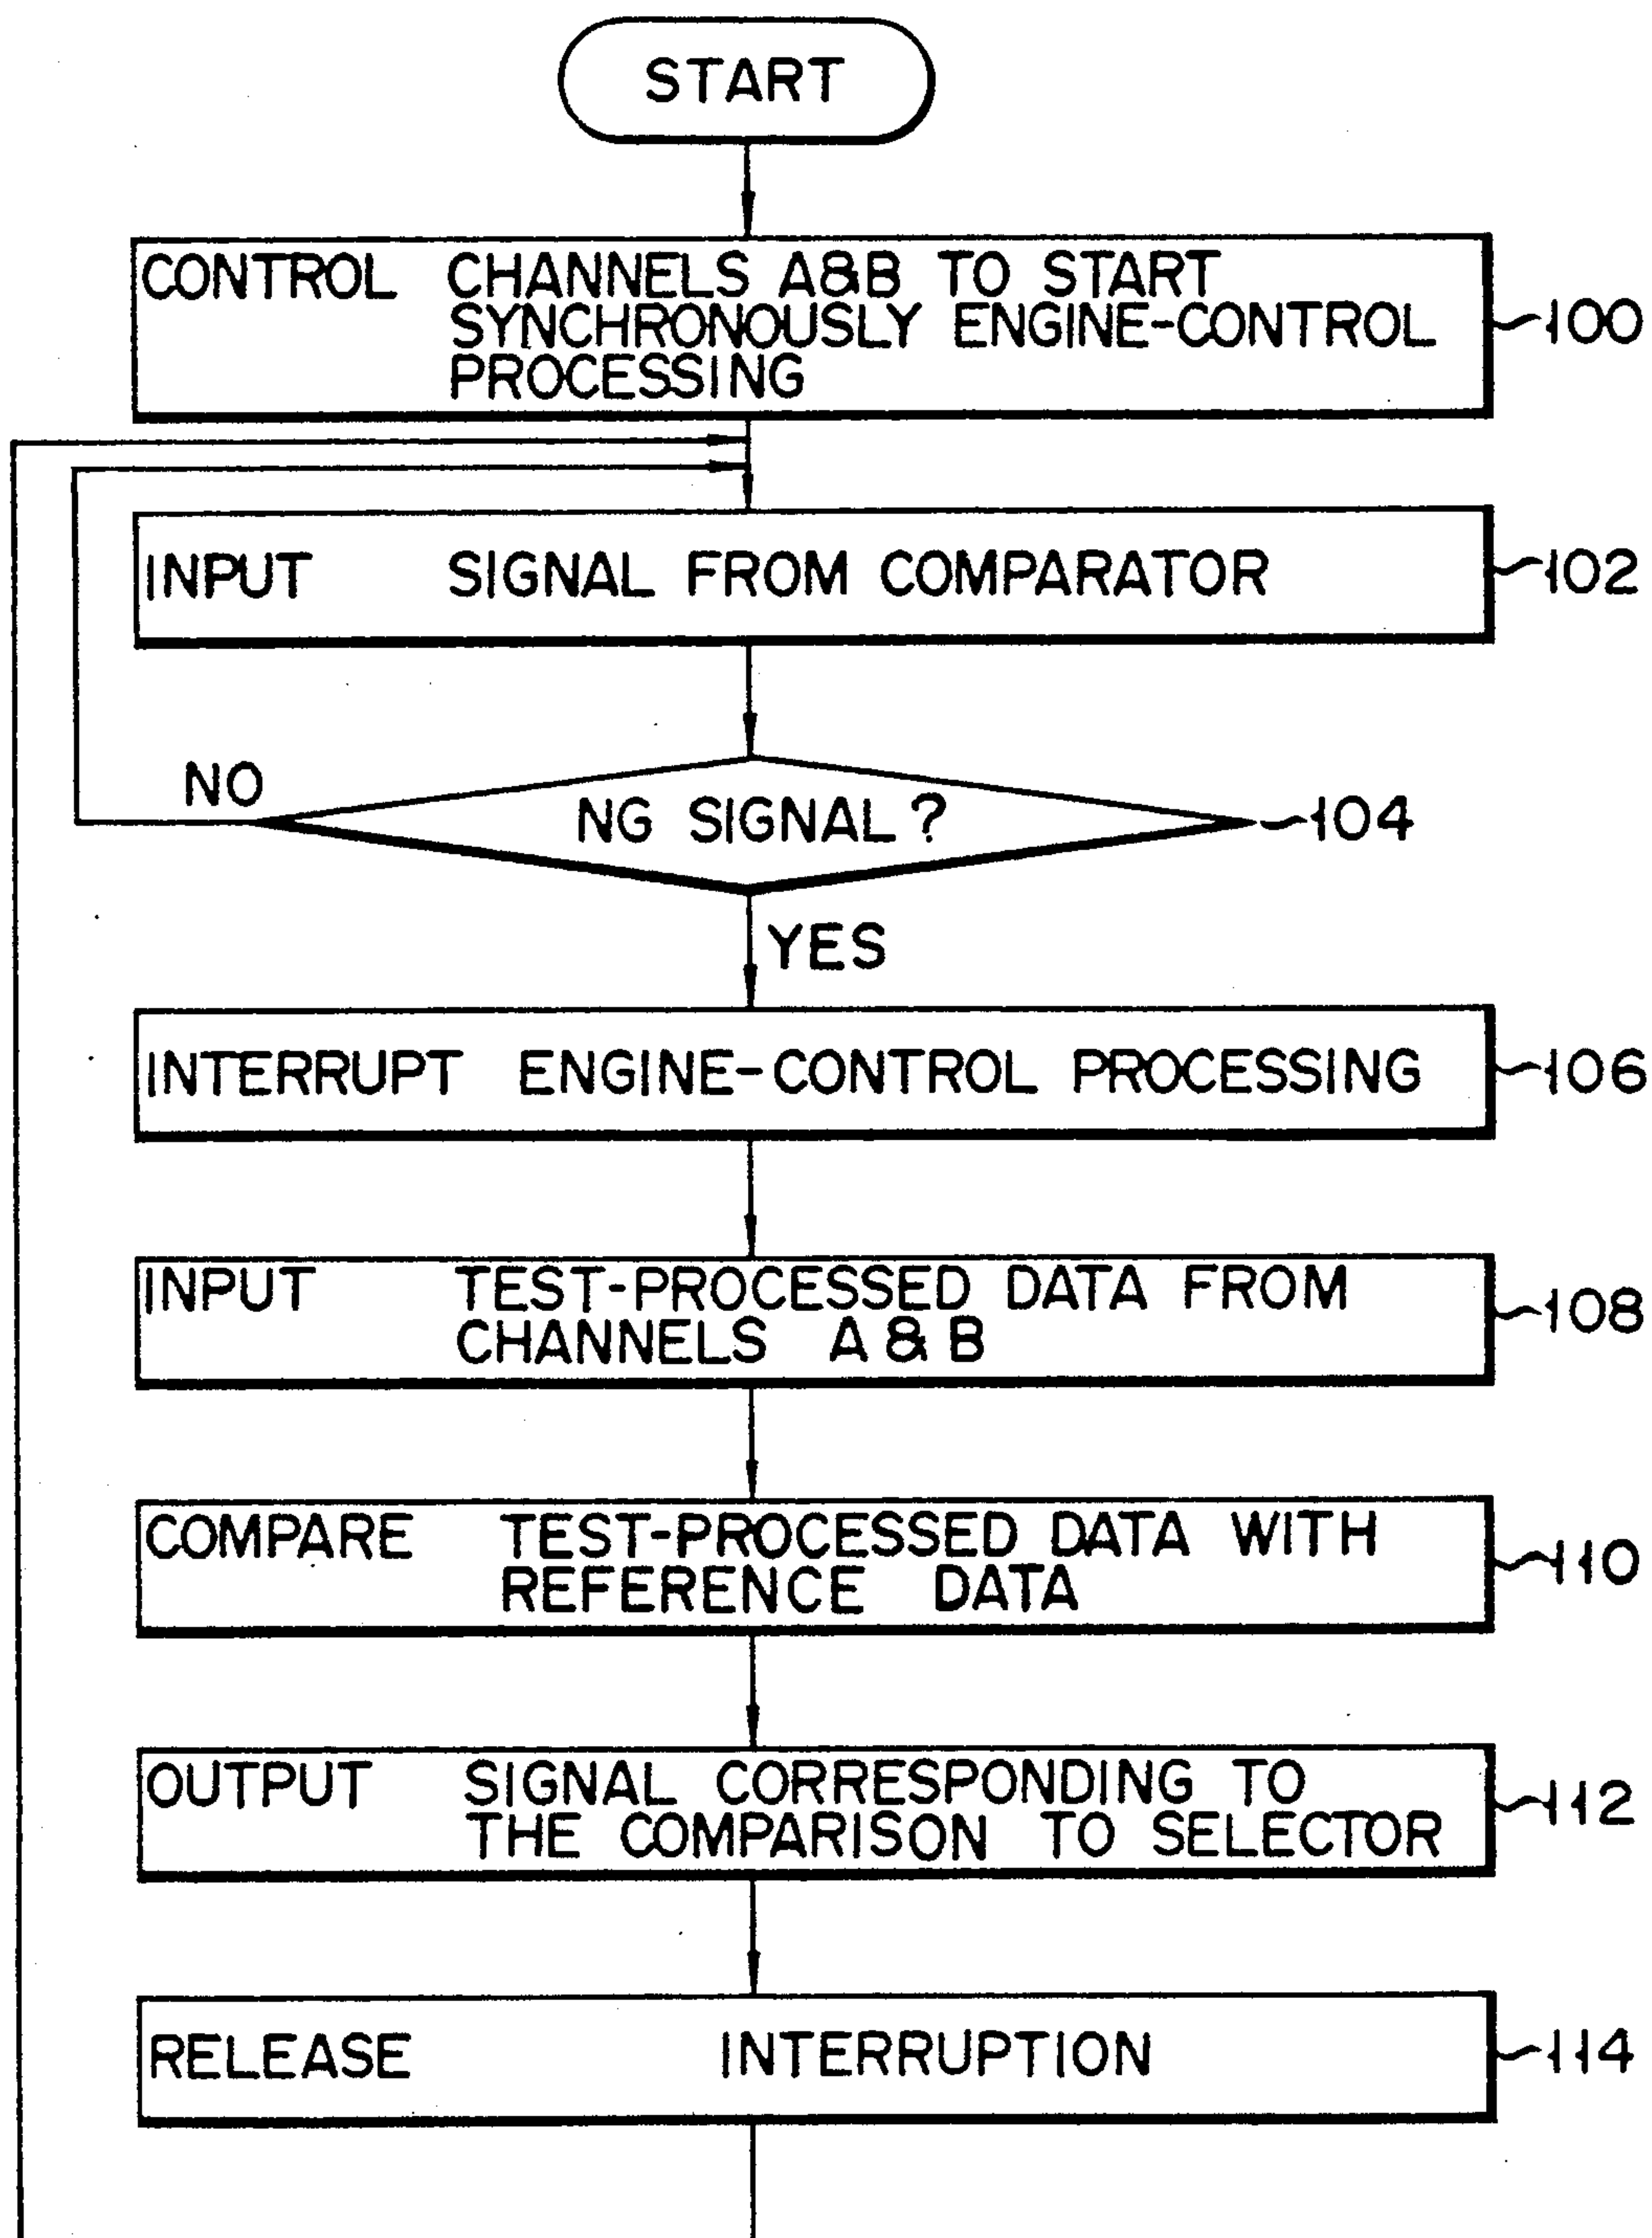 START
CONTROL CHANNELS A&B TO START
SYNCHRONOUSLY ENGINE-CONTROL
PROCESSING
100
INPUT SIGNAL FROM COMPARATOR
102
NO
NG SIGNAL?
104
YES
INTERRUPT ENGINE-CONTROL PROCESSING
106
INPUT TEST-PROCESSED DATA FROM
CHANNELS A & B
108
COMPARE TEST-PROCESSED DATA WITH
REFERENCE DATA
110
OUTPUT SIGNAL CORRESPONDING TO
THE COMPARISON TO SELECTOR
112
RELEASE INTERRUPTION
114